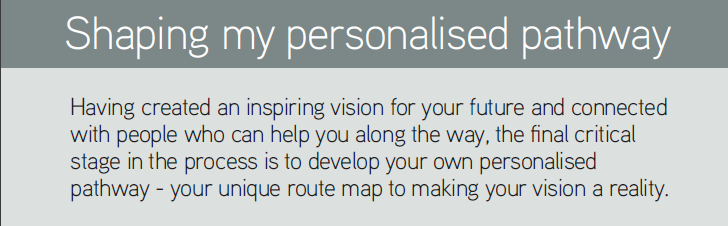 Shaping my personalised pathway
Having created an inspiring vision for your future and connected
with people who can help you along the way, the final critical
stage in the process is to develop your own personalised
pathway - your unique route map to making your vision a reality.